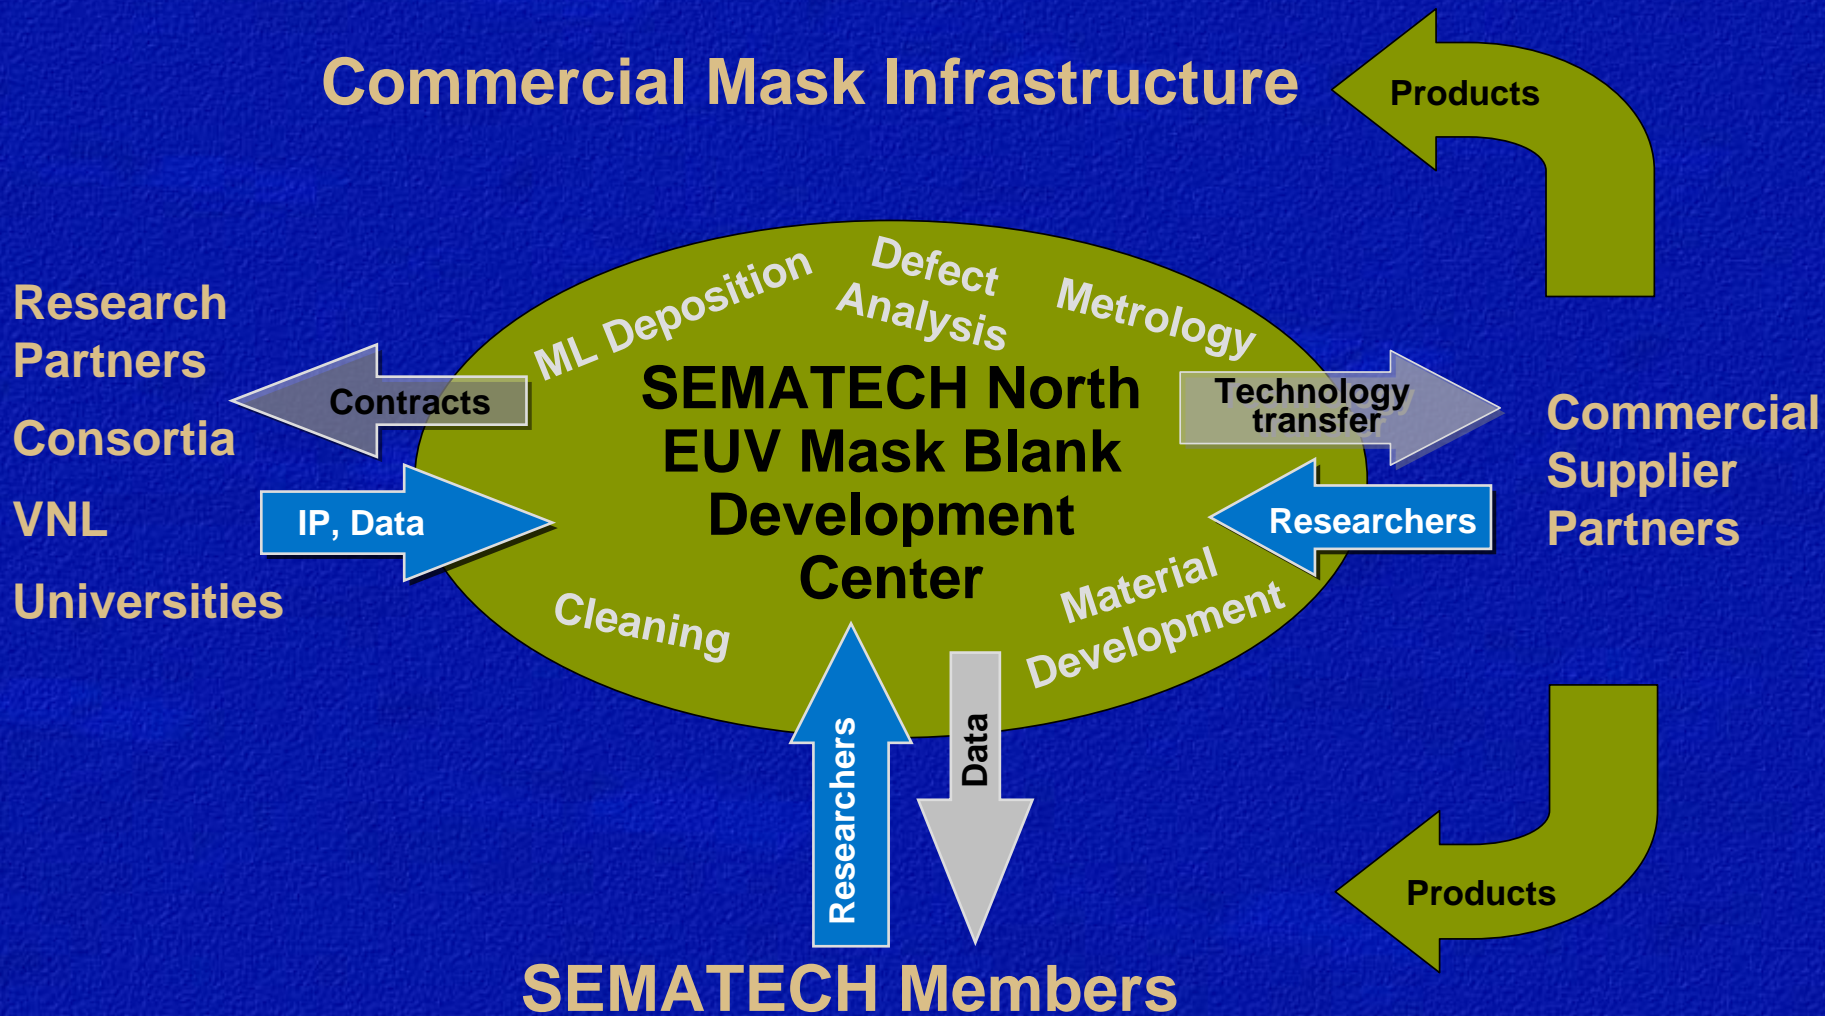 Commercial Mask Infrastructure
Products
Research
Partners
Consortia
VNL
Universities
Contracts
IP, Data
ML Deposition
Defect
Analysis
Metrology
SEMATECH North
EUV Mask Blank
Development
Center
Cleaning
Material
Development
Technology
transfer
Researchers
Commercial
Supplier
Partners
Researchers
Data
Products
SEMATECH Members